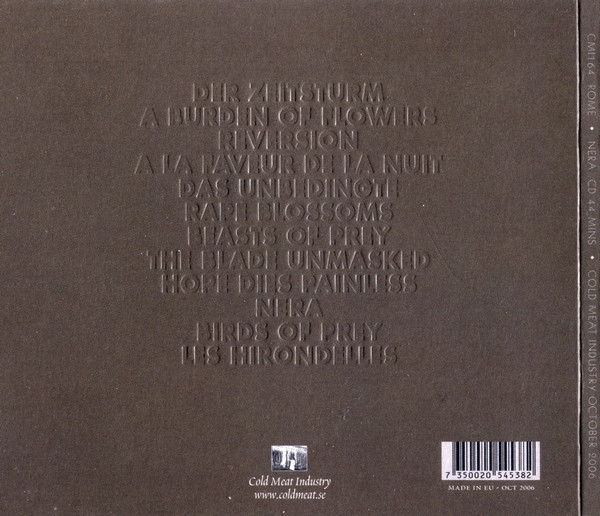 DER ZEITSTURM
A BURDEN OF FLOWERS
REVERSION
A LA FAVEUR DE LA NUIT
DAS UNBEDINGTE
RAPE BLOSSOMS
BEASTS OF PREY
THE BLADE UNMASKED
HOPE DIES PAINLESS
NERA
BIRDS OF PREY
LES HIRONDELLES
Cold Meat Industry
www.coldmeat.se
7 350020 545382
MADE IN EU • OCT 2006
CMI164 ROME • NERA CD 44 MINS • COLD MEAT INDUSTRY OCTOBER 2006